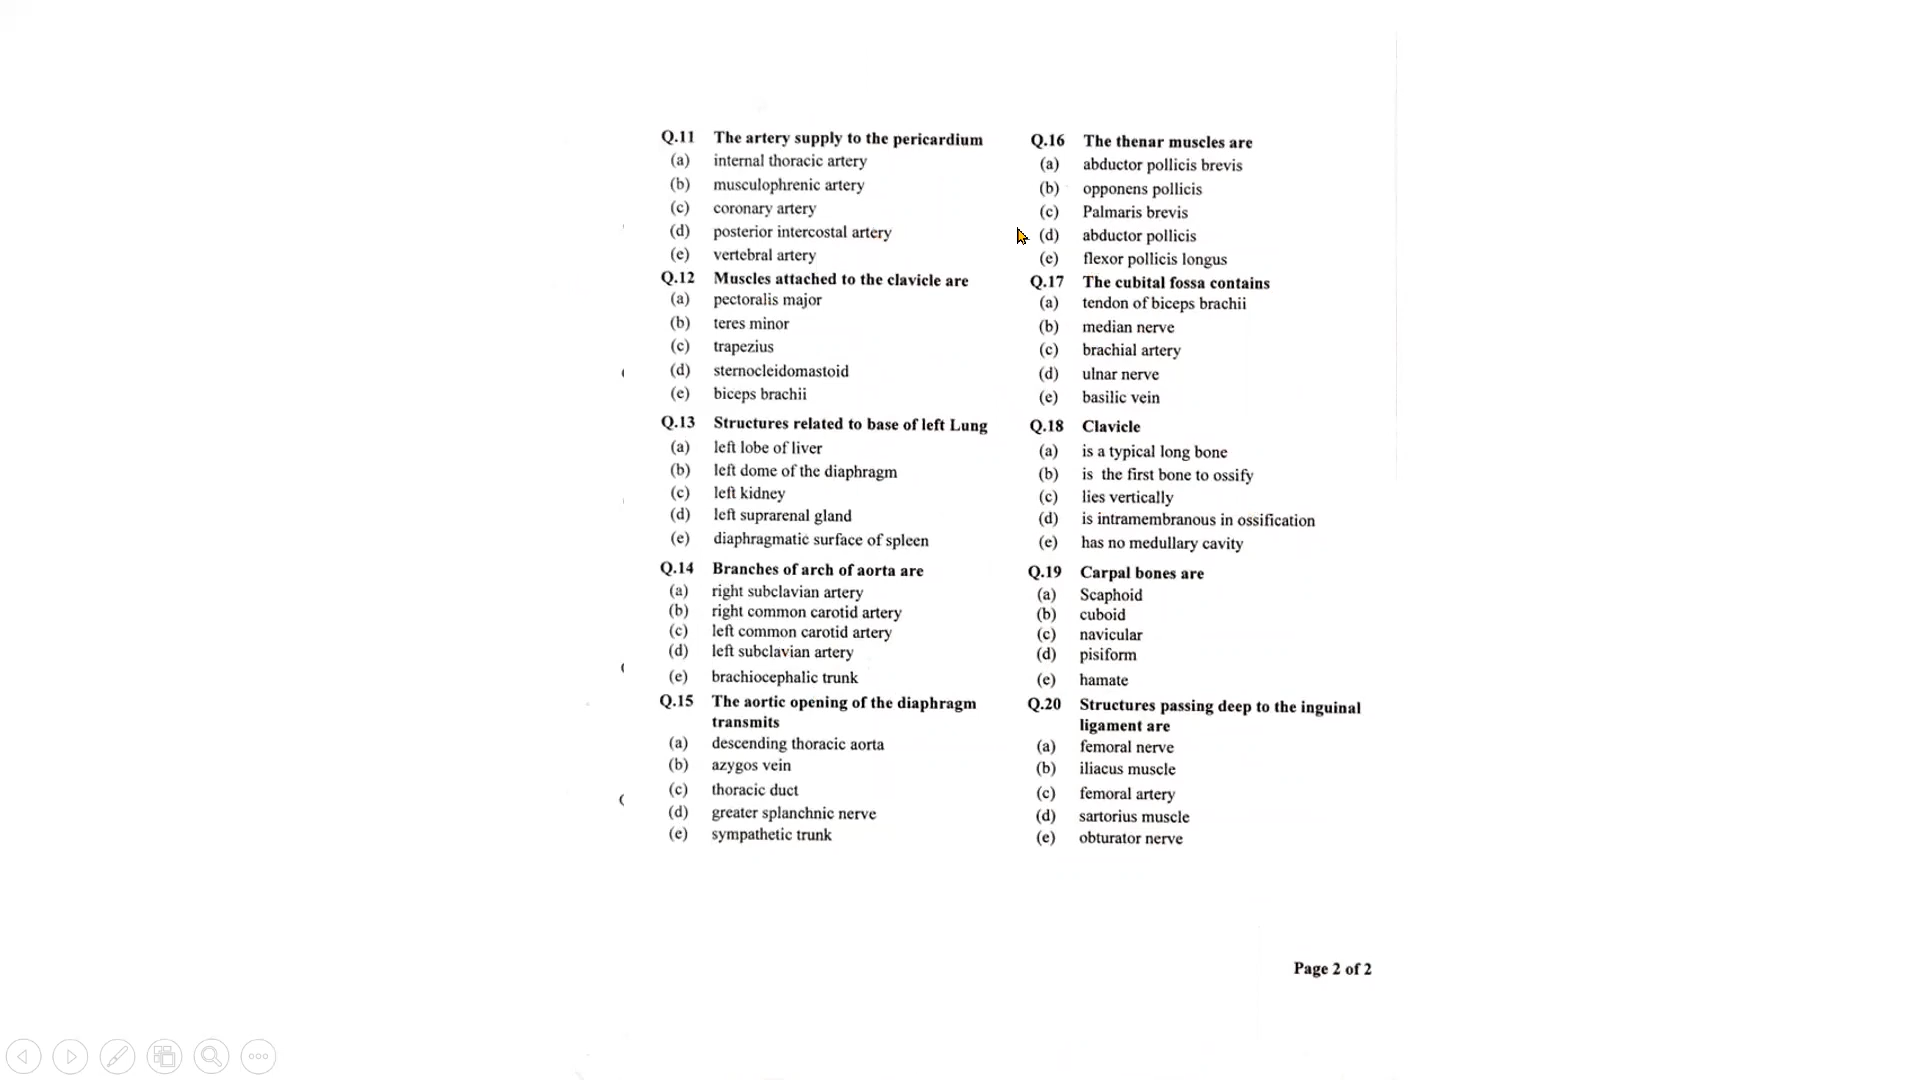 Q.11 The artery supply to the pericardium
(a) internal thoracic artery
(b) musculophrenic artery
(c) coronary artery
(d) posterior intercostal artery
(e) vertebral artery
Q.12 Muscles attached to the clavicle are
(a) pectoralis major
(b) teres minor
(c) trapezius
(d) sternocleidomastoid
(e) biceps brachii
Q.13 Structures related to base of left Lung
(a) left lobe of liver
(b) left dome of the diaphragm
(c) left kidney
(d) left suprarenal gland
(e) diaphragmatic surface of spleen
Q.14 Branches of arch of aorta are
(a) right subclavian artery
(b) right common carotid artery
(c) left common carotid artery
(d) left subclavian artery
(e) brachiocephalic trunk
Q.15 The aortic opening of the diaphragm
transmits
(a) descending thoracic aorta
(b) azygos vein
(c) thoracic duct
(d) greater splanchnic nerve
(e) sympathetic trunk
Q.16 The thenar muscles are
(a) abductor pollicis brevis
(b) opponens pollicis
(c) Palmaris brevis
(d) abductor pollicis
(e) flexor pollicis longus
Q.17 The cubital fossa contains
(a) tendon of biceps brachii
(b) median nerve
(c) brachial artery
(d) ulnar nerve
(e) basilic vein
Q.18 Clavicle
(a) is a typical long bone
(b) is the first bone to ossify
(c) lies vertically
(d) is intramembranous in ossification
(e) has no medullary cavity
Q.19 Carpal bones are
(a) Scaphoid
(b) cuboid
(c) navicular
(d) pisiform
(e) hamate
Q.20 Structures passing deep to the inguinal
ligament are
(a) femoral nerve
(b) iliacus muscle
(c) femoral artery
(d) sartorius muscle
(e) obturator nerve
Page 2 of 2